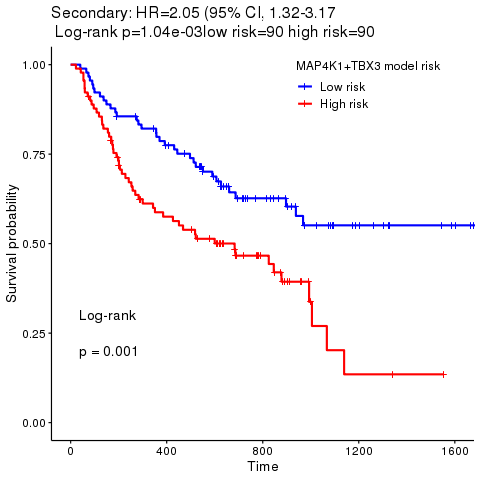 Secondary: HR=2.05 (95% CI, 1.32-3.17
Log-rank p=1.04e-03low risk=90 high risk=90
MAP4K1+TBX3 model risk
Low risk
High risk
1.00
0.75
0.50
0.25
0.00
Survival probability
Log-rank
p = 0.001
0 400 800 1200 1600
Time